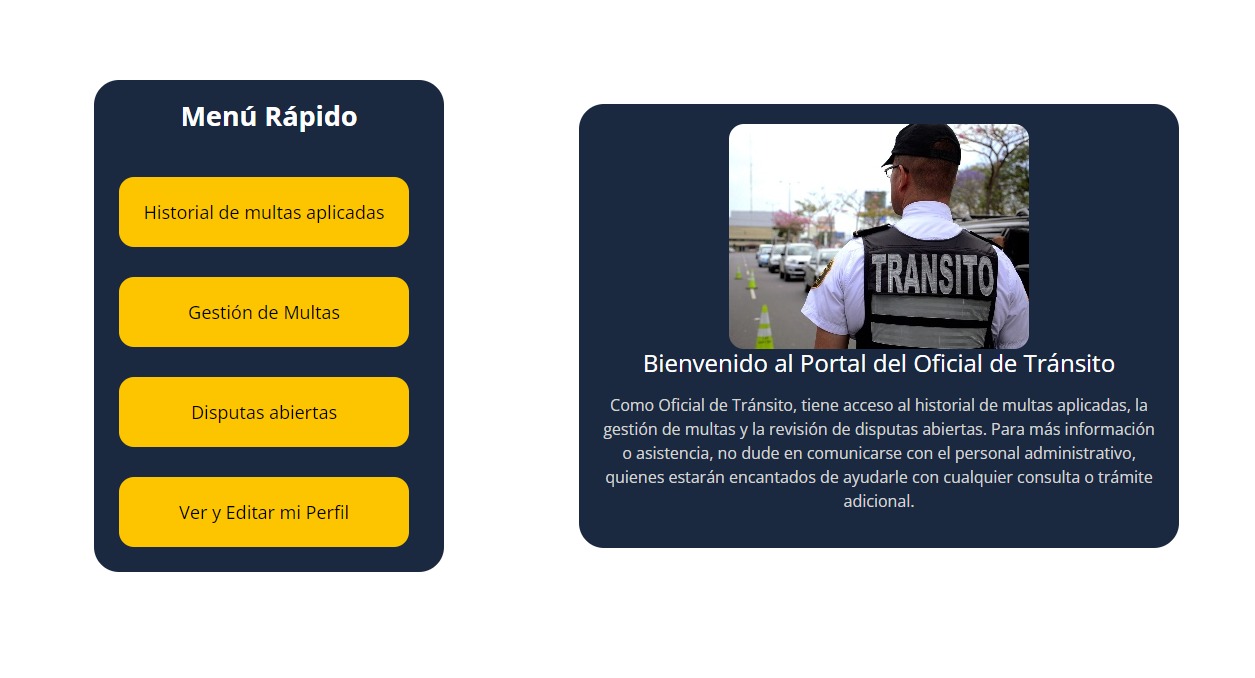 Menú Rápido
Historial de multas aplicadas
Gestión de Multas
Disputas abiertas
Ver y Editar mi Perfil
TRANSITO
Bienvenido al Portal del Oficial de Tránsito
Como Oficial de Tránsito, tiene acceso al historial de multas aplicadas, la
gestión de multas y la revisión de disputas abiertas. Para más información
o asistencia, no dude en comunicarse con el personal administrativo,
quienes estarán encantados de ayudarle con cualquier consulta o trámite
adicional.